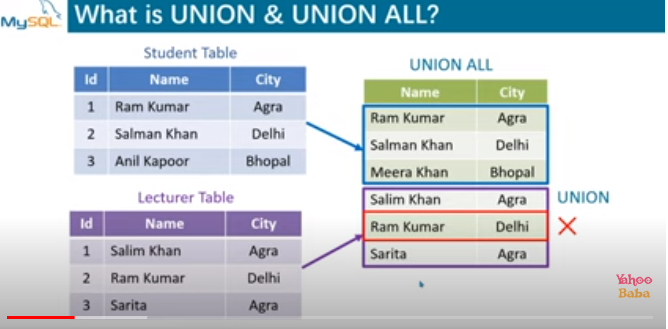 MySQL What is UNION & UNION ALL?
Student Table
Id Name City
1 Ram Kumar Agra
2 Salman Khan Delhi
3 Anil Kapoor Bhopal
Lecturer Table
Id Name City
1 Salim Khan Agra
2 Ram Kumar Delhi
3 Sarita Agra
UNION ALL
Name City
Ram Kumar Agra
Salman Khan Delhi
Meera Khan Bhopal
Salim Khan Agra
Ram Kumar Delhi
Sarita Agra
UNION
Yahoo
Baba